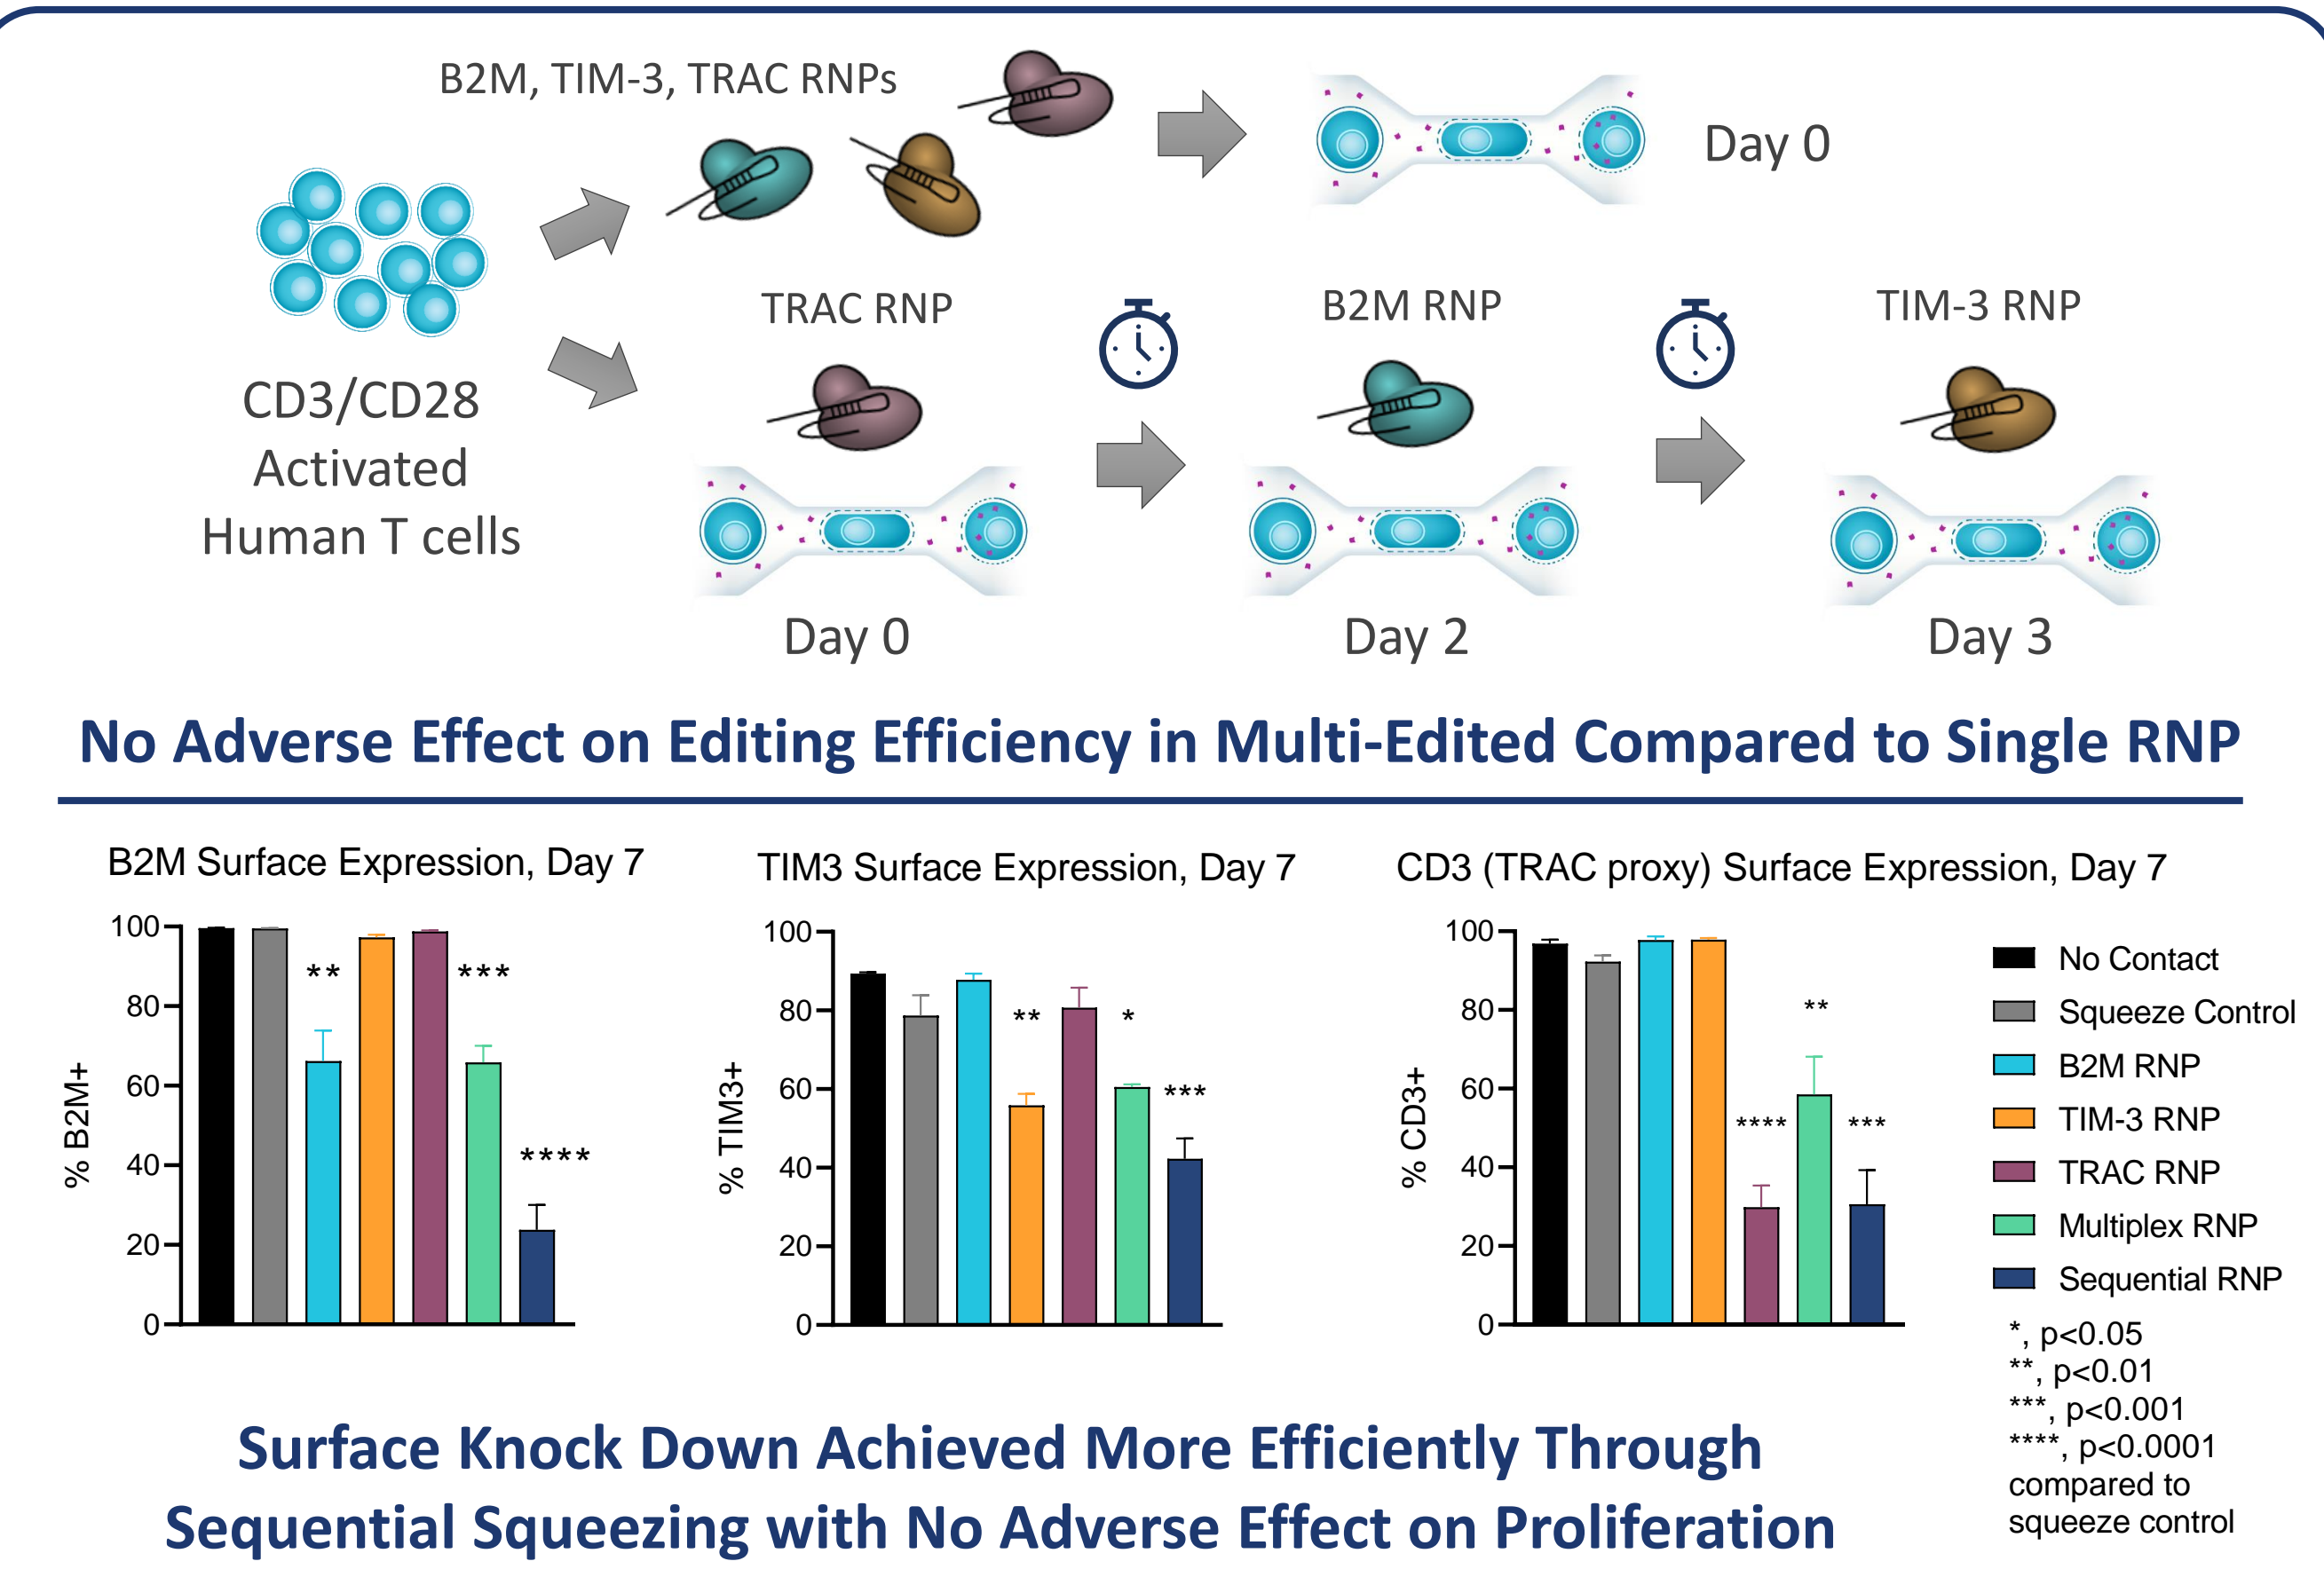 B2M, TIM-3, TRAC RNPs
Day 0
CD3/CD28
Activated
Human T cells
TRAC RNP
B2M RNP
TIM-3 RNP
Day 0
Day 2
Day 3
No Adverse Effect on Editing Efficiency in Multi-Edited Compared to Single RNP
B2M Surface Expression, Day 7
% B2M+
100
80
60
40
20
0
**
***
****
TIM3 Surface Expression, Day 7
% TIM3+
100
80
60
40
20
0
**
*
***
CD3 (TRAC proxy) Surface Expression, Day 7
% CD3+
100
80
60
40
20
0
****
**
***
No Contact
Squeeze Control
B2M RNP
TIM-3 RNP
TRAC RNP
Multiplex RNP
Sequential RNP
*, p<0.05
**, p<0.01
***, p<0.001
****, p<0.0001
compared to
squeeze control
Surface Knock Down Achieved More Efficiently Through
Sequential Squeezing with No Adverse Effect on Proliferation